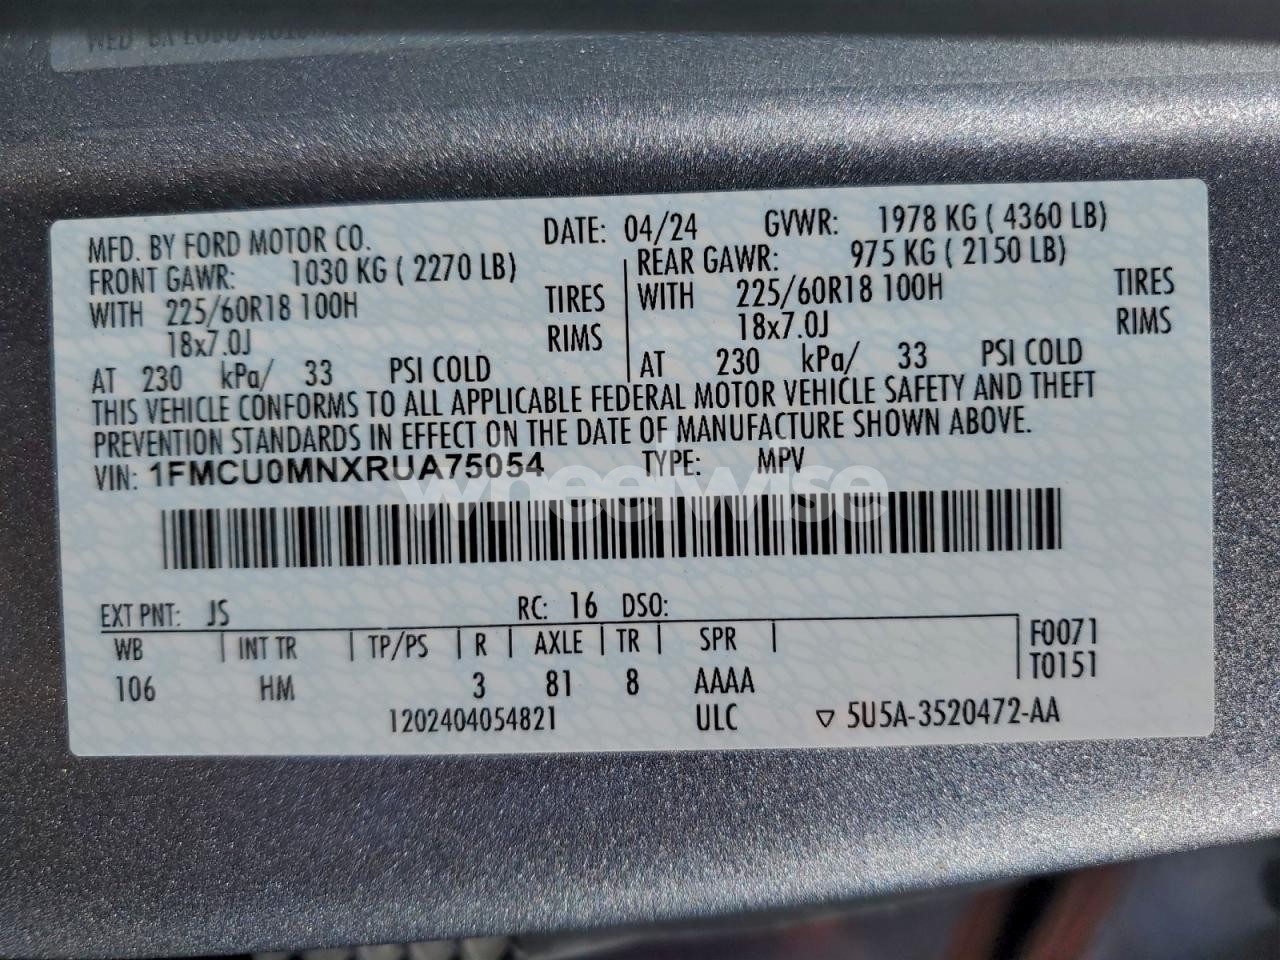 MFD. BY FORD MOTOR CO. DATE: 04/24 GVWR: 1978 KG ( 4360 LB)
FRONT GAWR: 1030 KG ( 2270 LB) REAR GAWR: 975 KG ( 2150 LB)
WITH 225/60R18 100H TIRES WITH 225/60R18 100H TIRES
18x7.0J RIMS 18x7.0J RIMS
AT 230 kPa/ 33 PSI COLD AT 230 kPa/ 33 PSI COLD
THIS VEHICLE CONFORMS TO ALL APPLICABLE FEDERAL MOTOR VEHICLE SAFETY AND THEFT
PREVENTION STANDARDS IN EFFECT ON THE DATE OF MANUFACTURE SHOWN ABOVE.
VIN: 1FMCU0MNXRUA75054 TYPE: MPV
wheelwise
EXT PNT: JS RC: 16 DSO:
WB INT TR TP/PS R AXLE TR SPR F0071
106 HM 3 81 8 AAAA T0151
1202404054821 ULC ▽ 5U5A-3520472-AA